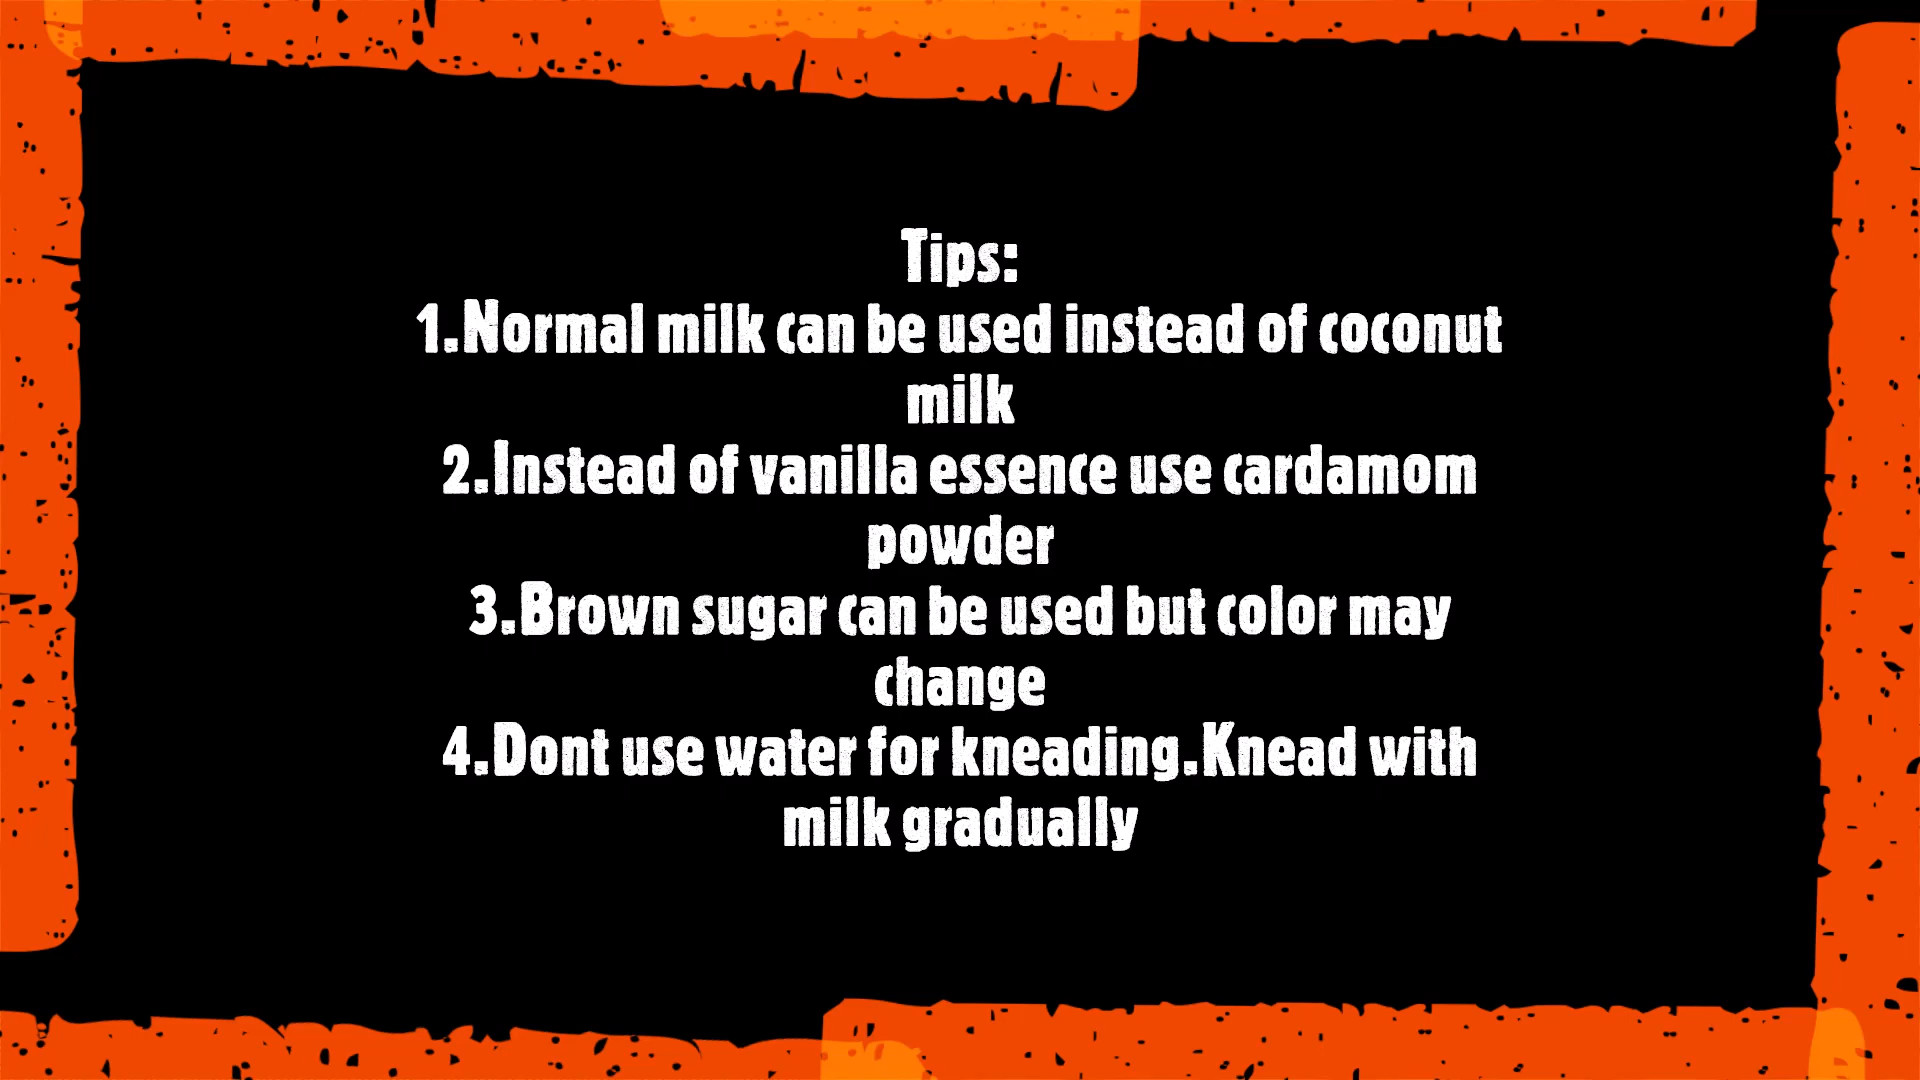 Tips:
1.Normal milk can be used instead of coconut
milk
2.Instead of vanilla essence use cardamom
powder
3.Brown sugar can be used but color may
change
4.Dont use water for kneading.Knead with
milk gradually